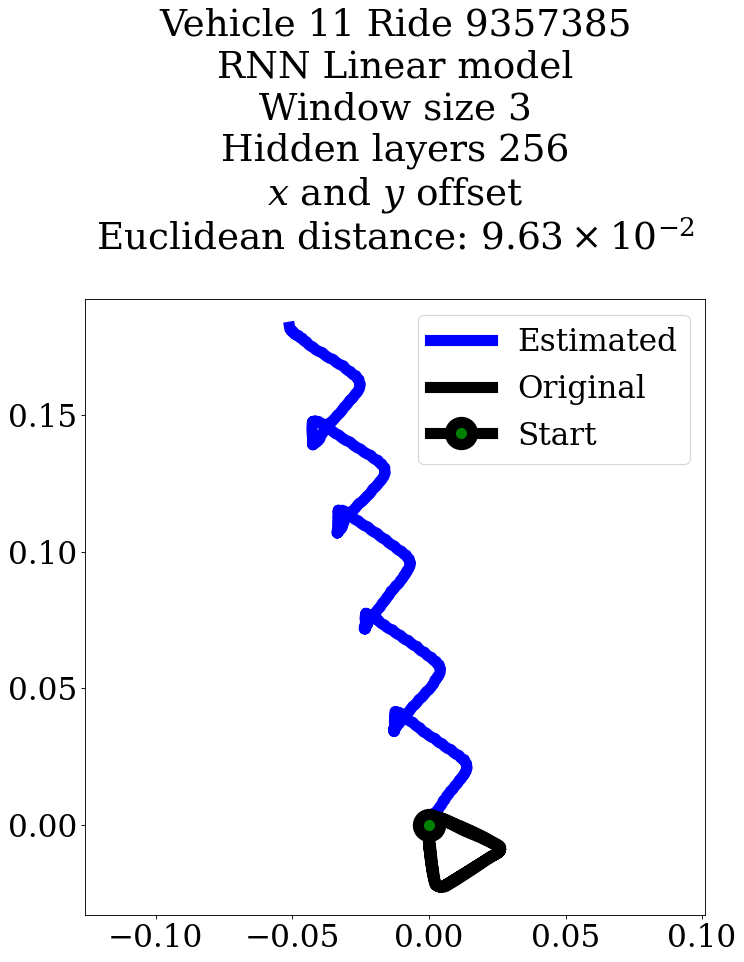 Vehicle 11 Ride 9357385
RNN Linear model
Window size 3
Hidden layers 256
x and y offset
Euclidean distance: 9.63 × 10⁻²
Estimated
Original
Start
0.15
0.10
0.05
0.00
−0.10 −0.05 0.00 0.05 0.10